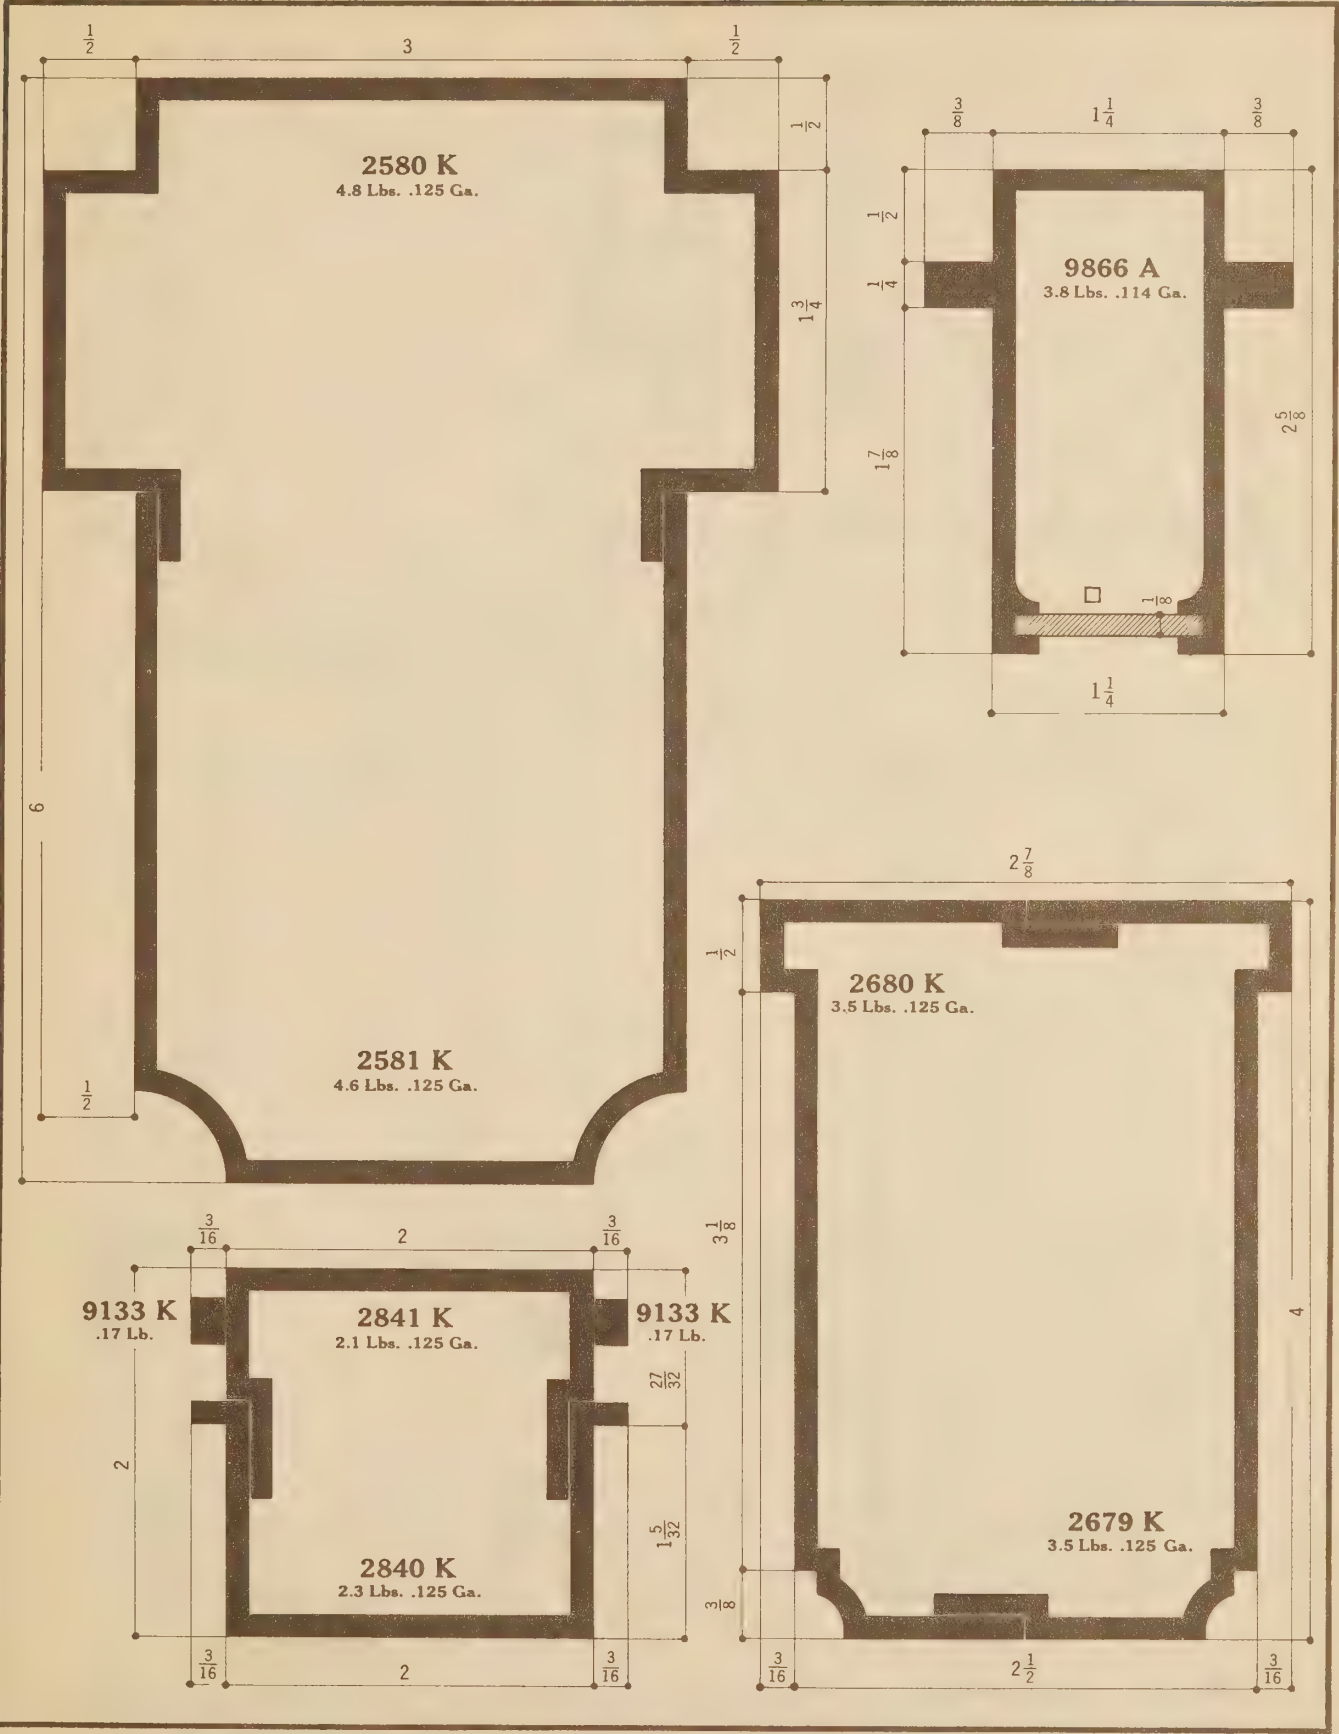 1/2 3 1/2
1/2
2580 K
4.8 Lbs. .125 Ga.
1 3/4
6
2581 K
4.6 Lbs. .125 Ga.
1/2
3/8 1 1/4 3/8
1/2
1/4
9866 A
3.8 Lbs. .114 Ga.
1 7/8
2 5/8
1/8
1 1/4
2 7/8
1/2
2680 K
3.5 Lbs. .125 Ga.
3 1/8
4
2679 K
3.5 Lbs. .125 Ga.
3/8
3/16 2 1/2 3/16
3/16 2 3/16
9133 K
.17 Lb.
2841 K
2.1 Lbs. .125 Ga.
9133 K
.17 Lb.
27/32
2
1 5/32
2840 K
2.3 Lbs. .125 Ga.
3/16 2 3/16